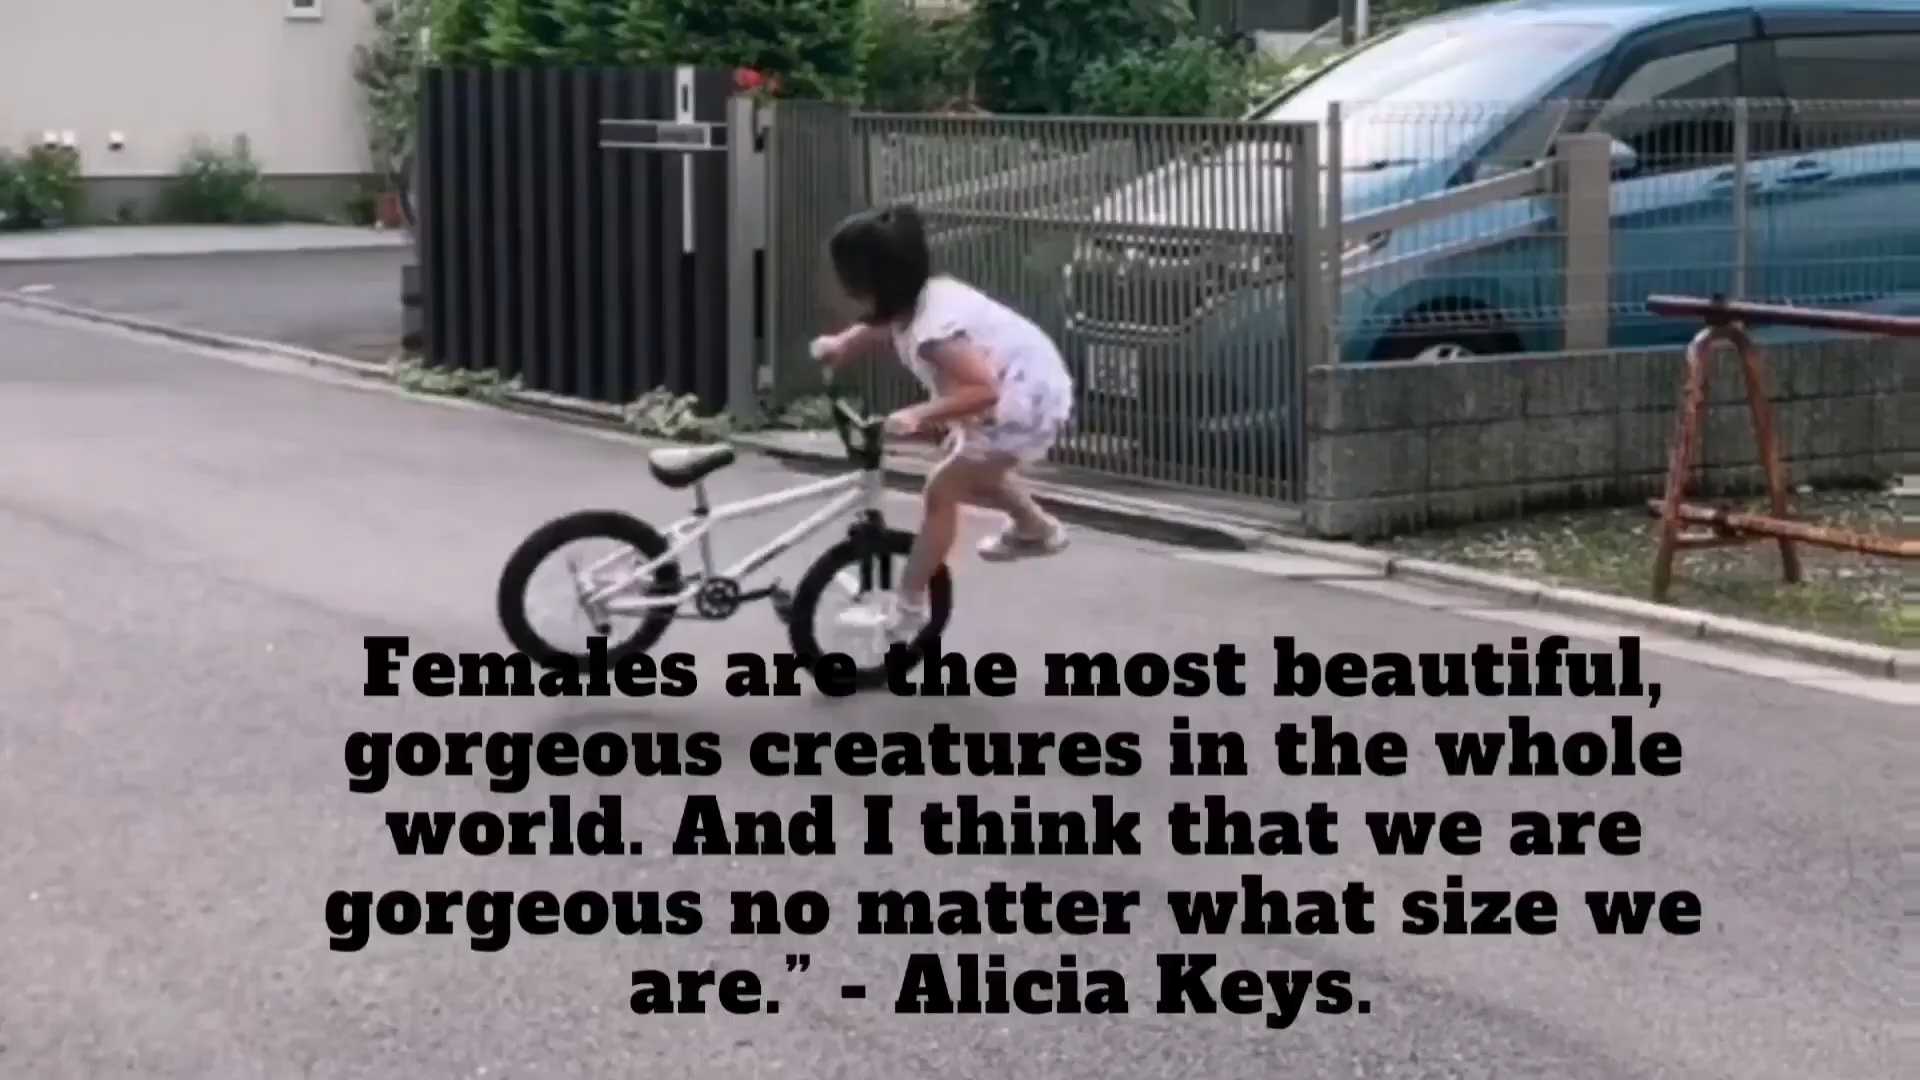 Females are the most beautiful,
gorgeous creatures in the whole
world. And I think that we are
gorgeous no matter what size we
are.” - Alicia Keys.